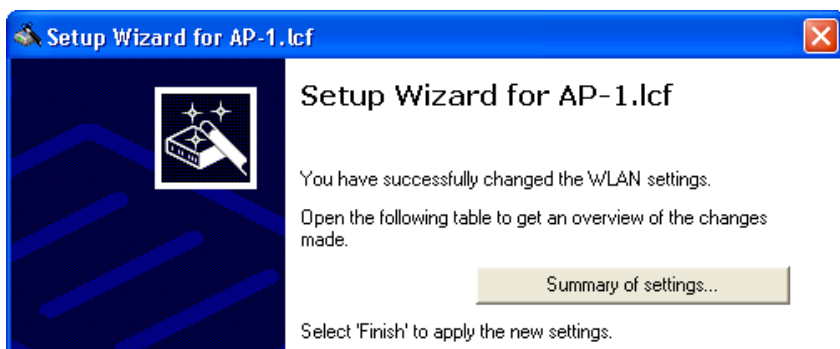 Setup Wizard for AP-1.lcf
Setup Wizard for AP-1.lcf
You have successfully changed the WLAN settings.
Open the following table to get an overview of the changes
made.
Summary of settings...
Select 'Finish' to apply the new settings.